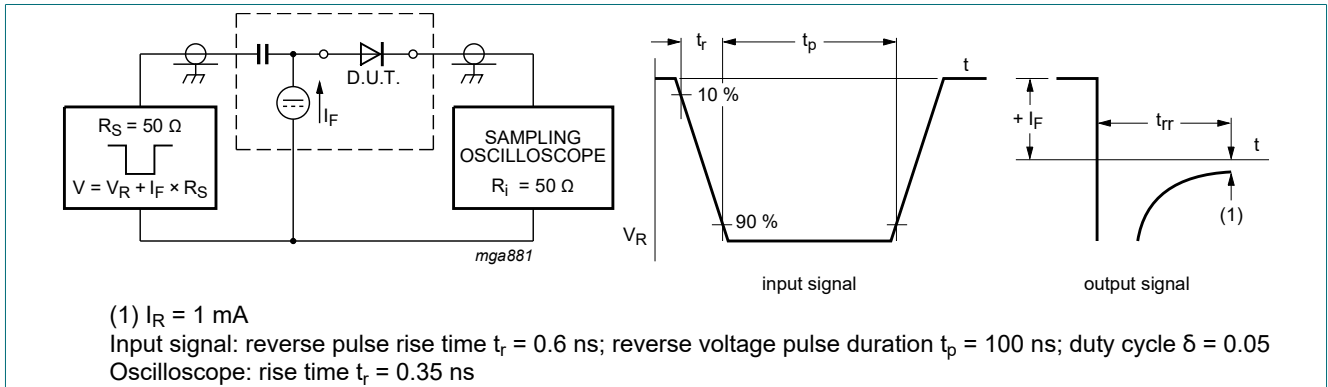 D.U.T.
I_F
R_S = 50 Ω
V = V_R + I_F × R_S
SAMPLING
OSCILLOSCOPE
R_i = 50 Ω
mga881
t_r
t_p
t
10 %
90 %
V_R
input signal
+ I_F
t_rr
t
(1)
output signal
(1) I_R = 1 mA
Input signal: reverse pulse rise time t_r = 0.6 ns; reverse voltage pulse duration t_p = 100 ns; duty cycle δ = 0.05
Oscilloscope: rise time t_r = 0.35 ns